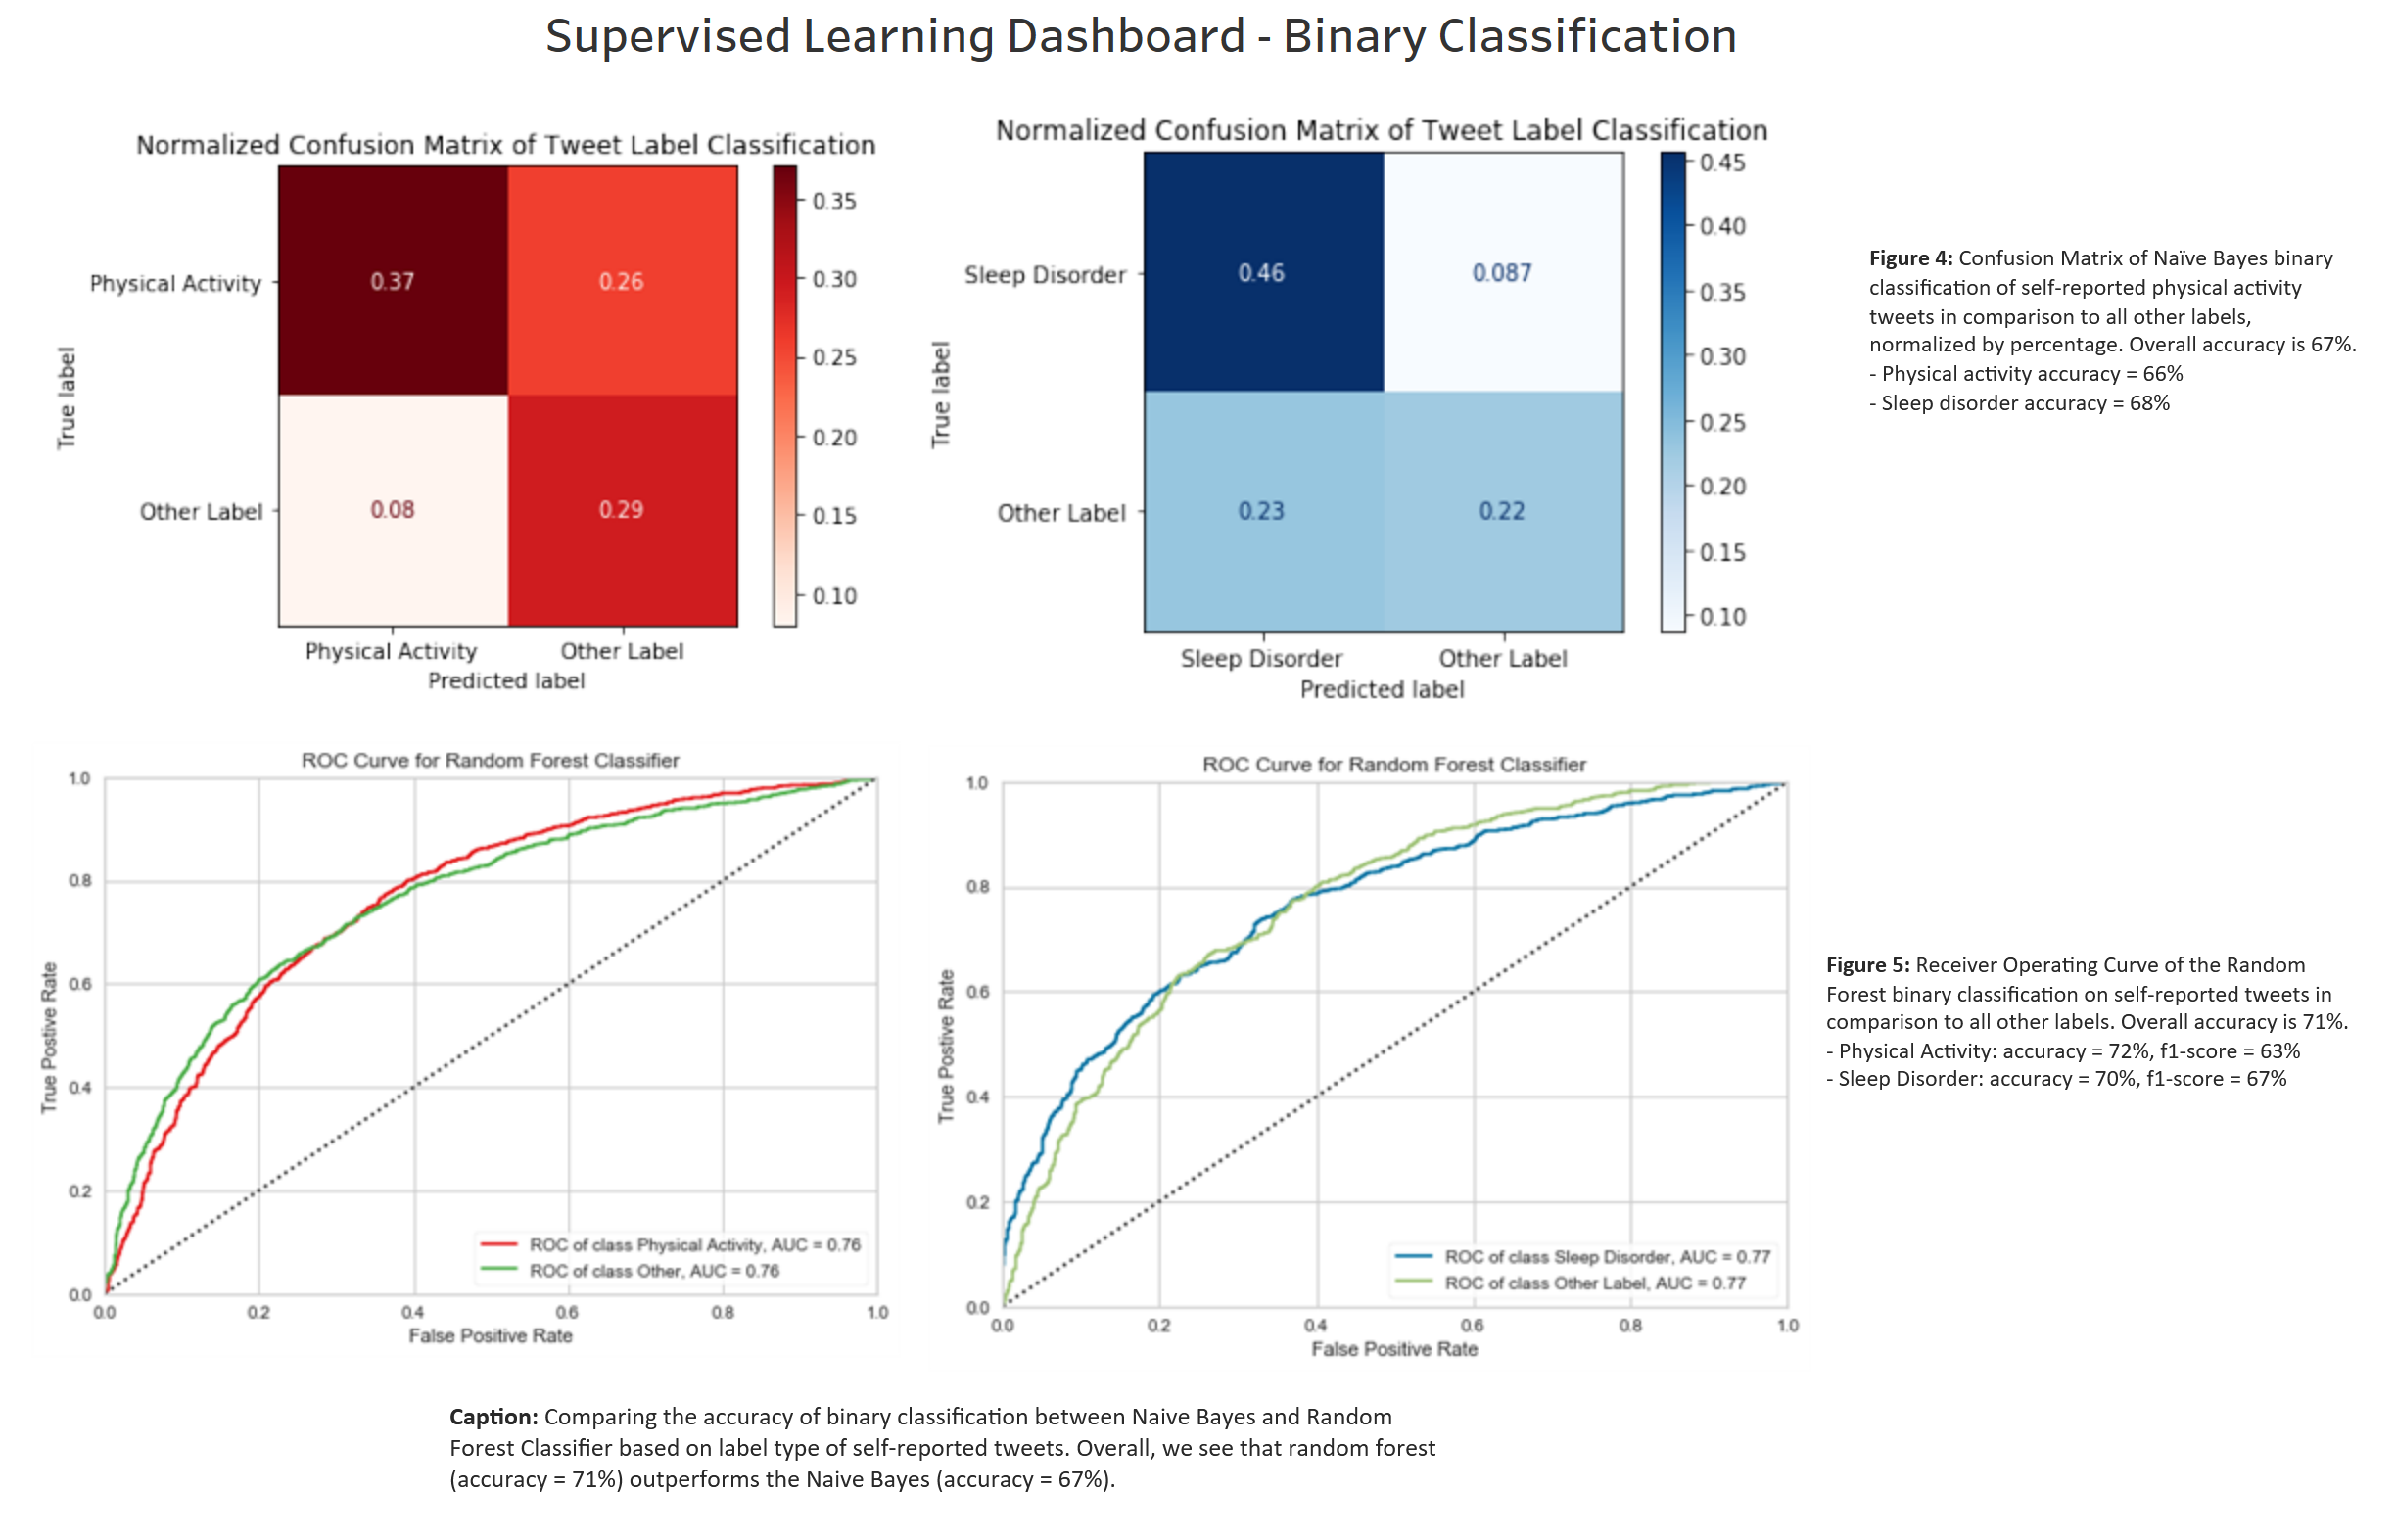 Supervised Learning Dashboard - Binary Classification
Normalized Confusion Matrix of Tweet Label Classification
True label
Physical Activity
Other Label
0.37
0.26
0.08
0.29
Physical Activity
Other Label
Predicted label
0.35
0.30
0.25
0.20
0.15
0.10
Normalized Confusion Matrix of Tweet Label Classification
True label
Sleep Disorder
Other Label
0.46
0.087
0.23
0.22
Sleep Disorder
Other Label
Predicted label
0.45
0.40
0.35
0.30
0.25
0.20
0.15
0.10
Figure 4: Confusion Matrix of Naïve Bayes binary
classification of self-reported physical activity
tweets in comparison to all other labels,
normalized by percentage. Overall accuracy is 67%.
- Physical activity accuracy = 66%
- Sleep disorder accuracy = 68%
ROC Curve for Random Forest Classifier
True Postive Rate
1.0
0.8
0.6
0.4
0.2
0.0
ROC of class Physical Activity, AUC = 0.76
ROC of class Other, AUC = 0.76
0.0
0.2
0.4
0.6
0.8
1.0
False Positive Rate
ROC Curve for Random Forest Classifier
True Postive Rate
1.0
0.8
0.6
0.4
0.2
0.0
ROC of class Sleep Disorder, AUC = 0.77
ROC of class Other Label, AUC = 0.77
0.0
0.2
0.4
0.6
0.8
1.0
False Positive Rate
Figure 5: Receiver Operating Curve of the Random
Forest binary classification on self-reported tweets in
comparison to all other labels. Overall accuracy is 71%.
- Physical Activity: accuracy = 72%, f1-score = 63%
- Sleep Disorder: accuracy = 70%, f1-score = 67%
Caption: Comparing the accuracy of binary classification between Naive Bayes and Random
Forest Classifier based on label type of self-reported tweets. Overall, we see that random forest
(accuracy = 71%) outperforms the Naive Bayes (accuracy = 67%).